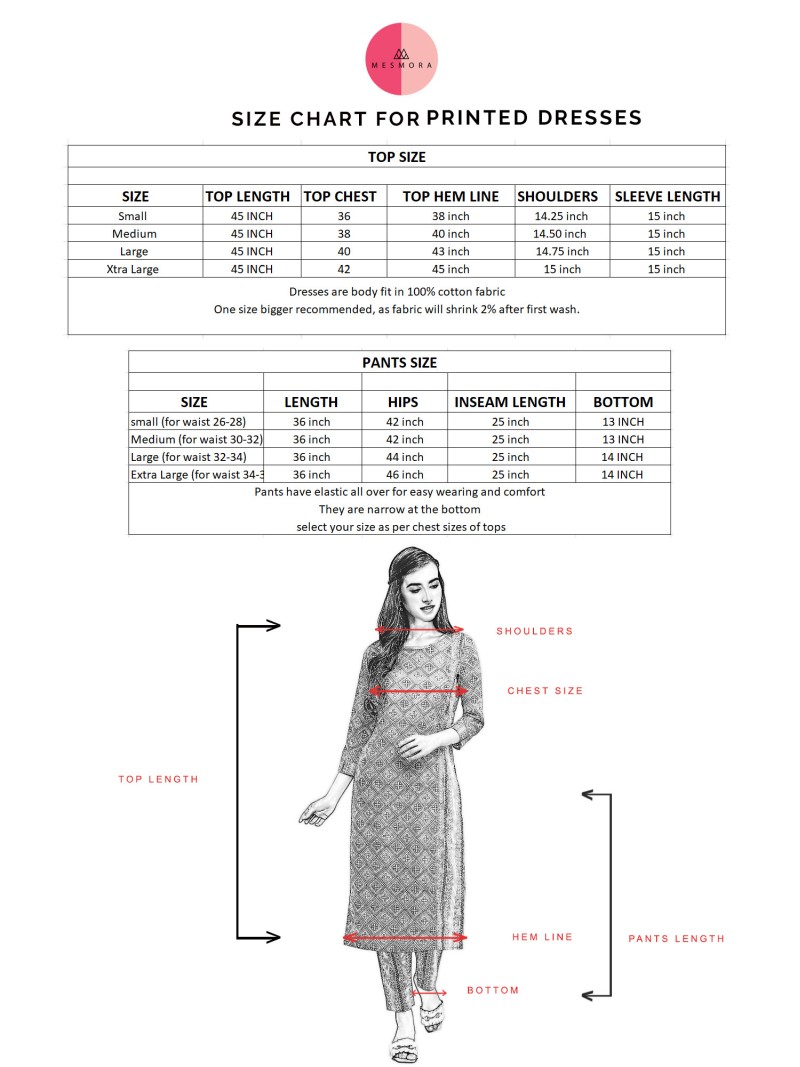 MESMORA
SIZE CHART FOR PRINTED DRESSES
TOP SIZE
SIZE TOP LENGTH TOP CHEST TOP HEM LINE SHOULDERS SLEEVE LENGTH
Small 45 INCH 36 38 inch 14.25 inch 15 inch
Medium 45 INCH 38 40 inch 14.50 inch 15 inch
Large 45 INCH 40 43 inch 14.75 inch 15 inch
Xtra Large 45 INCH 42 45 inch 15 inch 15 inch
Dresses are body fit in 100% cotton fabric
One size bigger recommended, as fabric will shrink 2% after first wash.
PANTS SIZE
SIZE LENGTH HIPS INSEAM LENGTH BOTTOM
small (for waist 26-28) 36 inch 42 inch 25 inch 13 INCH
Medium (for waist 30-32) 36 inch 42 inch 25 inch 13 INCH
Large (for waist 32-34) 36 inch 44 inch 25 inch 14 INCH
Extra Large (for waist 34-3 36 inch 46 inch 25 inch 14 INCH
Pants have elastic all over for easy wearing and comfort
They are narrow at the bottom
select your size as per chest sizes of tops
SHOULDERS
CHEST SIZE
TOP LENGTH
HEM LINE
PANTS LENGTH
BOTTOM